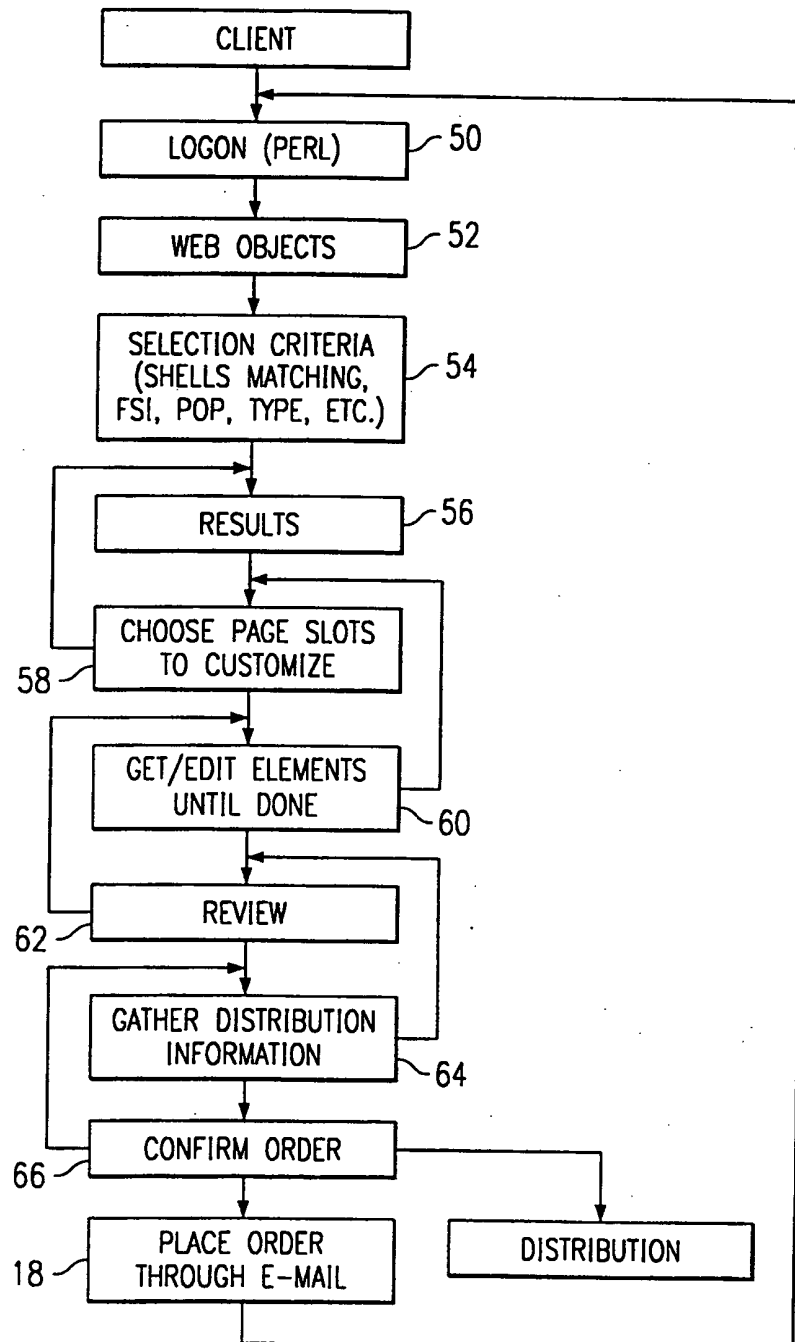 CLIENT
LOGON (PERL)
50
WEB OBJECTS
52
SELECTION CRITERIA
(SHELLS MATCHING,
FSI, POP, TYPE, ETC.)
54
RESULTS
56
CHOOSE PAGE SLOTS
TO CUSTOMIZE
58
GET/EDIT ELEMENTS
UNTIL DONE
60
REVIEW
62
GATHER DISTRIBUTION
INFORMATION
64
CONFIRM ORDER
66
PLACE ORDER
THROUGH E-MAIL
18
DISTRIBUTION